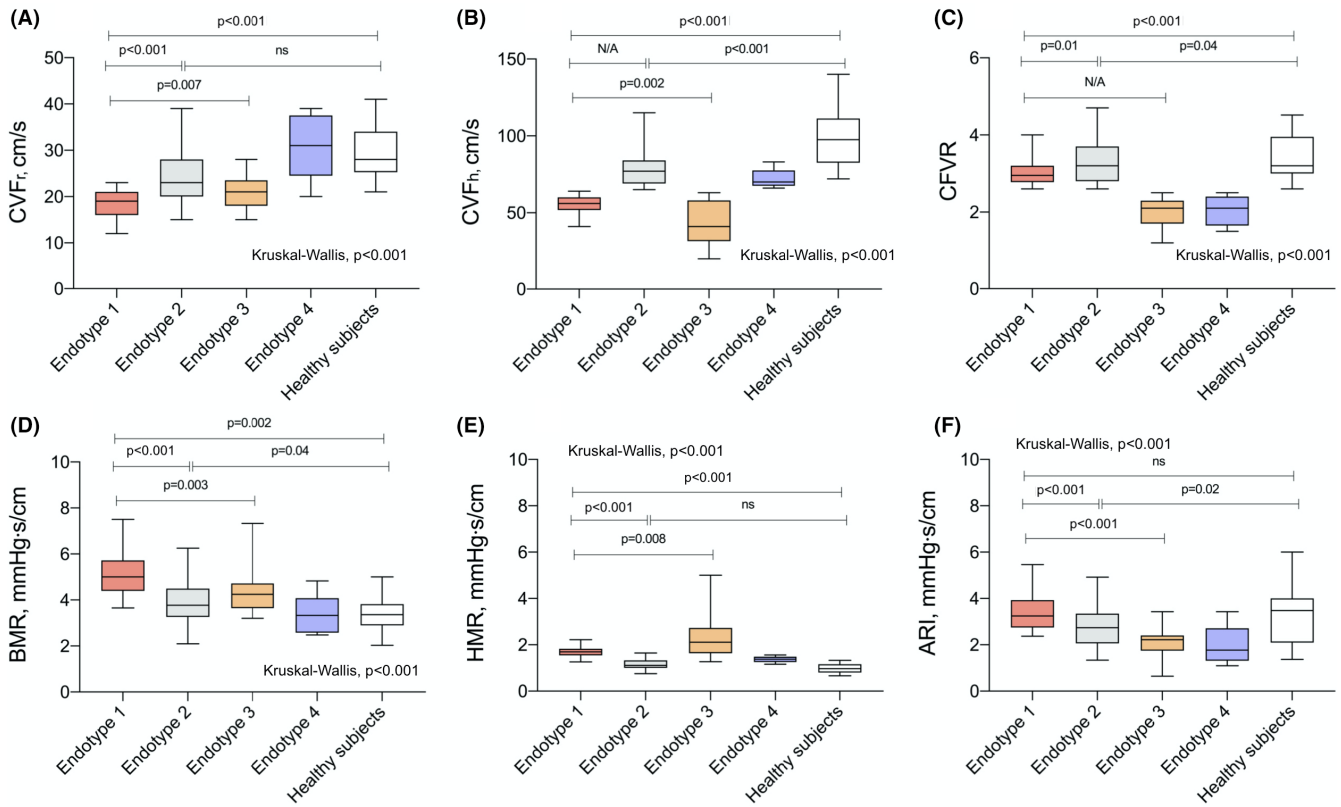 (A)
p<0.001
p<0.001
ns
p=0.007
CVFr, cm/s
50
40
30
20
10
0
Kruskal-Wallis, p<0.001
Endotype 1
Endotype 2
Endotype 3
Endotype 4
Healthy subjects
(B)
p<0.001
N/A
p<0.001
p=0.002
CVFh, cm/s
150
100
50
0
Kruskal-Wallis, p<0.001
Endotype 1
Endotype 2
Endotype 3
Endotype 4
Healthy subjects
(C)
p<0.001
p=0.01
p=0.04
N/A
CFVR
6
4
2
0
Kruskal-Wallis, p<0.001
Endotype 1
Endotype 2
Endotype 3
Endotype 4
Healthy subjects
(D)
p=0.002
p<0.001
p=0.04
p=0.003
BMR, mmHg·s/cm
10
8
6
4
2
0
Kruskal-Wallis, p<0.001
Endotype 1
Endotype 2
Endotype 3
Endotype 4
Healthy subjects
(E)
Kruskal-Wallis, p<0.001
p<0.001
p<0.001
ns
p=0.008
HMR, mmHg·s/cm
10
8
6
4
2
0
Endotype 1
Endotype 2
Endotype 3
Endotype 4
Healthy subjects
(F)
Kruskal-Wallis, p<0.001
ns
p<0.001
p=0.02
p<0.001
ARI, mmHg·s/cm
10
8
6
4
2
0
Endotype 1
Endotype 2
Endotype 3
Endotype 4
Healthy subjects